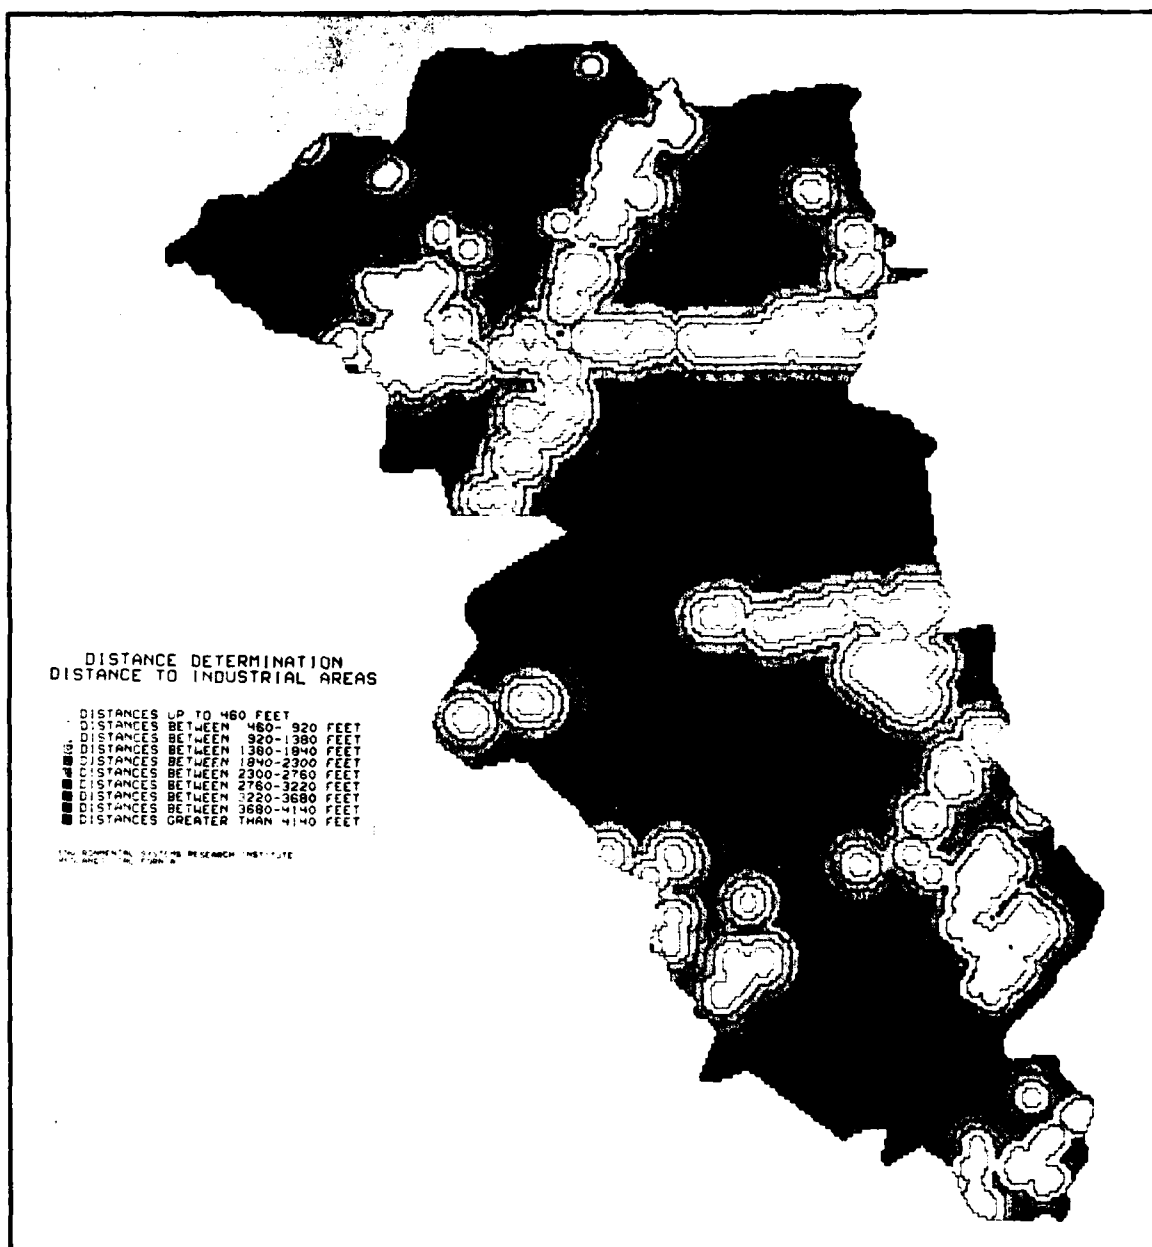 DISTANCE DETERMINATION
DISTANCE TO INDUSTRIAL AREAS
DISTANCES UP TO 460 FEET
DISTANCES BETWEEN 460- 920 FEET
DISTANCES BETWEEN 920-1380 FEET
DISTANCES BETWEEN 1380-1840 FEET
DISTANCES BETWEEN 1840-2300 FEET
DISTANCES BETWEEN 2300-2760 FEET
DISTANCES BETWEEN 2760-3220 FEET
DISTANCES BETWEEN 3220-3680 FEET
DISTANCES BETWEEN 3680-4140 FEET
DISTANCES GREATER THAN 4140 FEET
SYSTEMS RESEARCH INSTITUTE